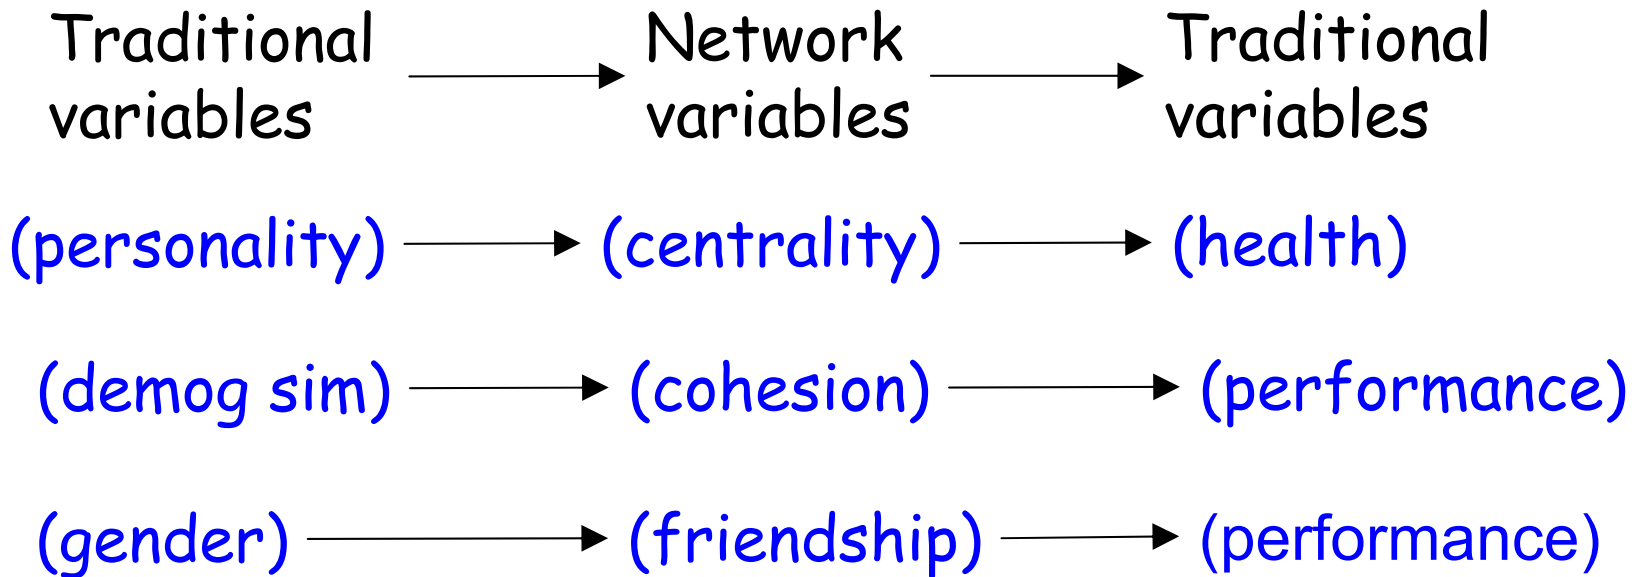 Traditional variables
Network variables
Traditional variables
(personality) (centrality) (health)
(demog sim) (cohesion) (performance)
(gender) (friendship) (performance)